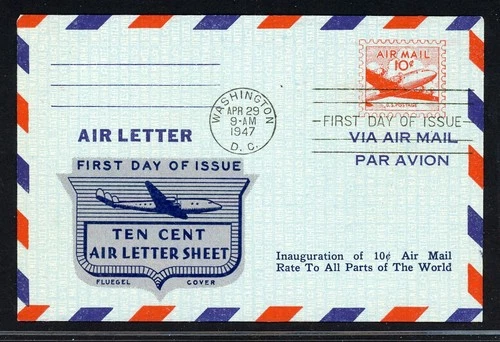 AIR MAIL
10¢
U.S. POSTAGE
WASHINGTON
APR 29
9-AM
1947
D. C.
FIRST DAY OF ISSUE
AIR LETTER
VIA AIR MAIL
PAR AVION
FIRST DAY OF ISSUE
TEN CENT
AIR LETTER SHEET
FLUEGEL COVER
Inauguration of 10¢ Air Mail
Rate To All Parts of The World